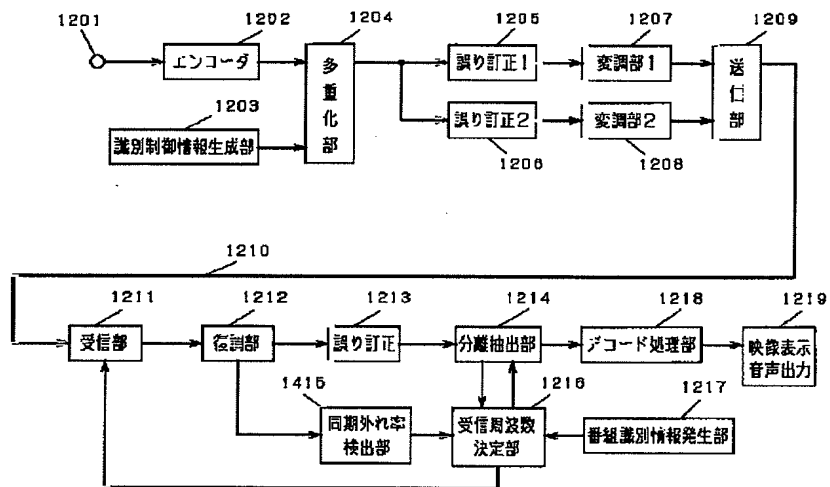 1201
1202
1204
1205
1207
1209
エンコーダ
多重化部
誤り訂正1
変調部1
送信部
1203
識別制御情報生成部
誤り訂正2
変調部2
1206
1208
1210
1211
1212
1213
1214
1218
1219
受信部
復調部
誤り訂正
分離抽出部
デコード処理部
映像表示
音声出力
1415
1216
1217
同期外れ率
検出部
受信周波数
決定部
番組識別情報発生部